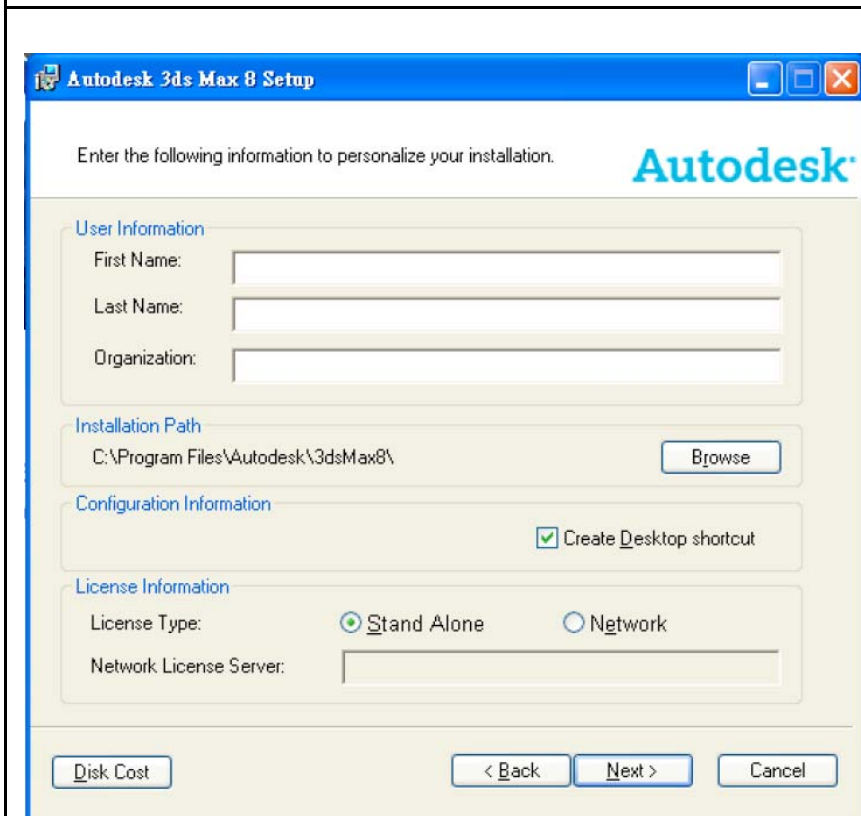 Autodesk 3ds Max 8 Setup
Enter the following information to personalize your installation.
Autodesk
User Information
First Name:
Last Name:
Organization:
Installation Path
C:\Program Files\Autodesk\3dsMax8\
Browse
Configuration Information
Create Desktop shortcut
License Information
License Type: Stand Alone Network
Network License Server:
Disk Cost < Back Next > Cancel